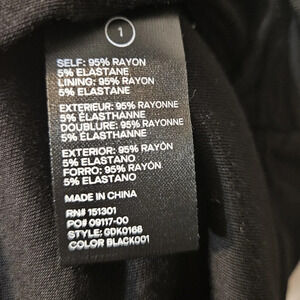 1
SELF: 95% RAYON
5% ELASTANE
LINING: 95% RAYON
5% ELASTANE
EXTERIEUR: 95% RAYONNE
5% ÉLASTHANNE
DOUBLURE: 95% RAYONNE
5% ÉLASTHANNE
EXTERIOR: 95% RAYÓN
5% ELASTANO
FORRO: 95% RAYÓN
5% ELASTANO
MADE IN CHINA
RN# 151301
PO# 09117-00
STYLE: GDK0168
COLOR BLACK001